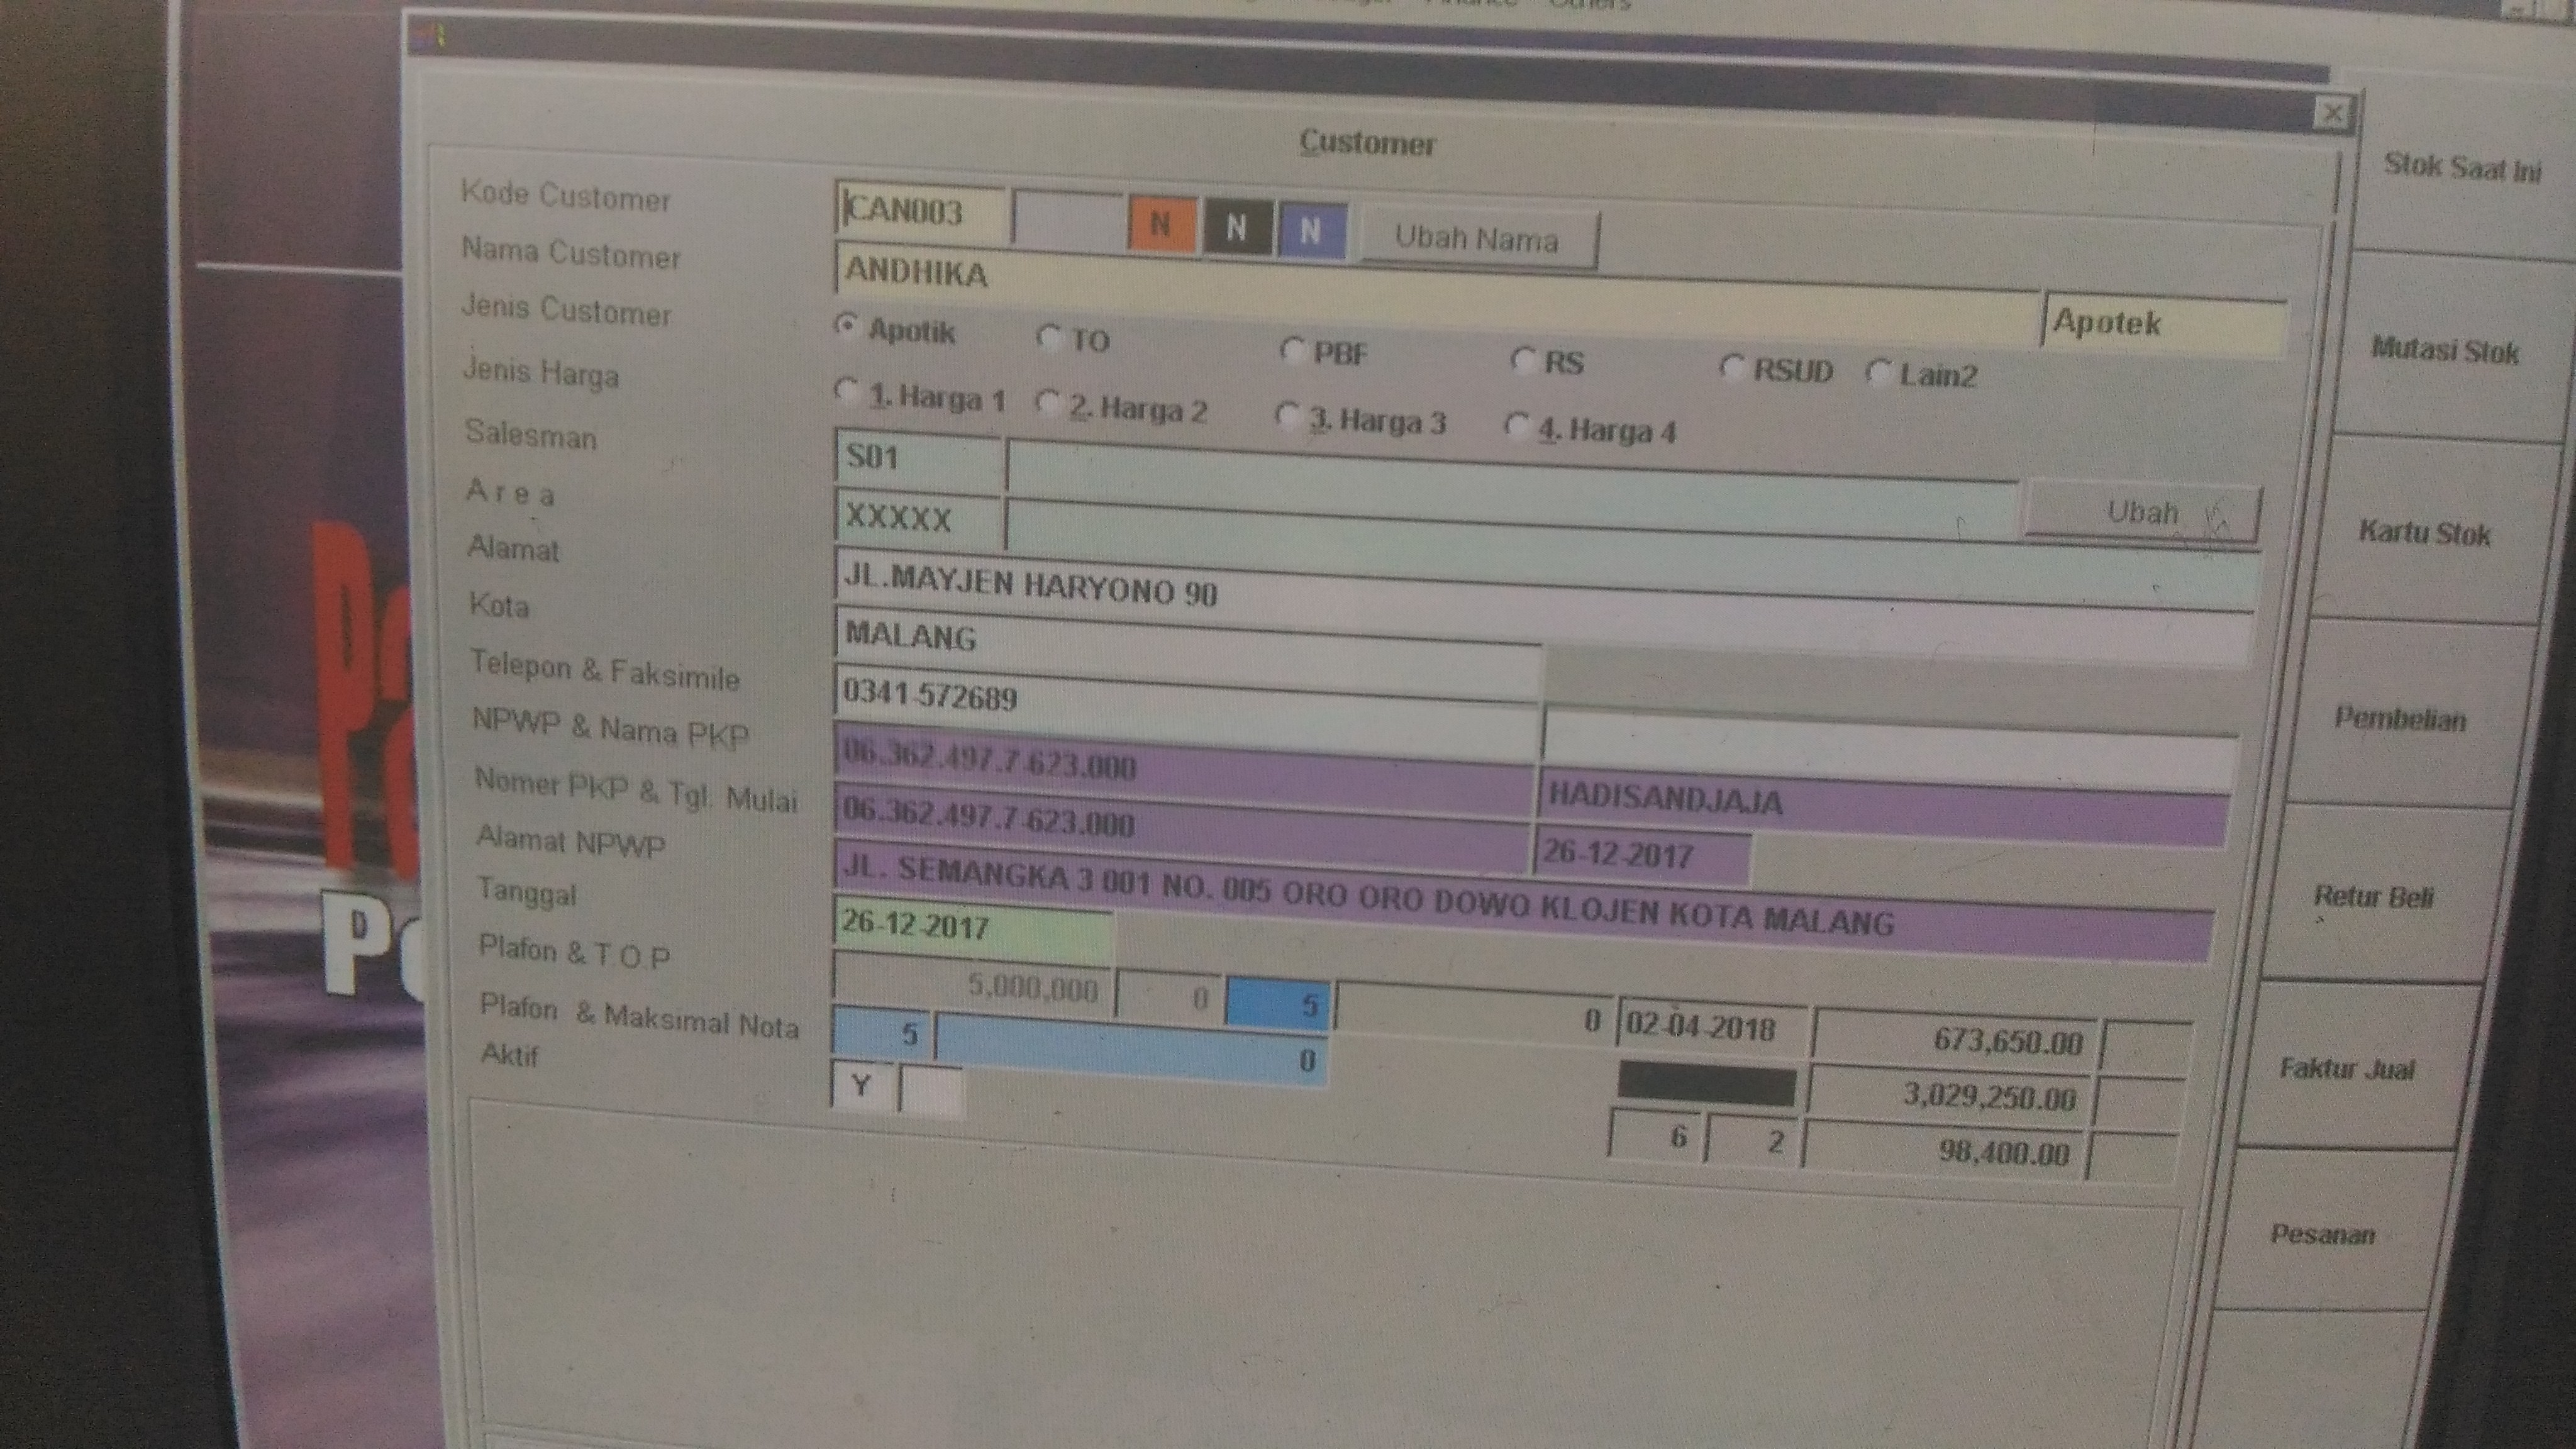 Others
Customer
Kode Customer CAN003 N N N Ubah Nama
Nama Customer ANDHIKA Apotek
Jenis Customer Apotik TO PBF RS RSUD Lain2
Jenis Harga 1. Harga 1 2. Harga 2 3. Harga 3 4. Harga 4
Salesman S01 Ubah
Area XXXXX
Alamat JL.MAYJEN HARYONO 90
Kota MALANG
Telepon & Faksimile 0341-572689
NPWP & Nama PKP 06.362.497.7-623.000 HADISANDJAJA
Nomer PKP & Tgl. Mulai 06.362.497.7-623.000 26-12-2017
Alamat NPWP JL. SEMANGKA 3 001 NO. 005 ORO ORO DOWO KLOJEN KOTA MALANG
Tanggal 26-12-2017
Plafon & T O P 5,000,000 0 5 0 02-04-2018 673,650.00
Plafon & Maksimal Nota 5 0 3,029,250.00
Aktif Y 6 2 98,400.00
Stok Saat Ini
Mutasi Stok
Kartu Stok
Pembelian
Retur Beli
Faktur Jual
Pesanan